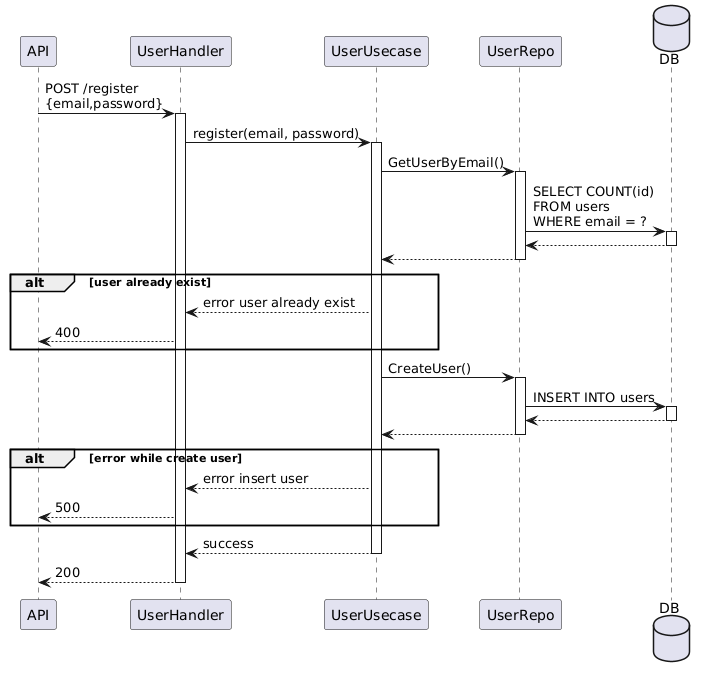 API
UserHandler
UserUsecase
UserRepo
DB
POST /register
{email,password}
register(email, password)
GetUserByEmail()
SELECT COUNT(id)
FROM users
WHERE email = ?
alt
[user already exist]
error user already exist
400
CreateUser()
INSERT INTO users
alt
[error while create user]
error insert user
500
success
200
API
UserHandler
UserUsecase
UserRepo
DB